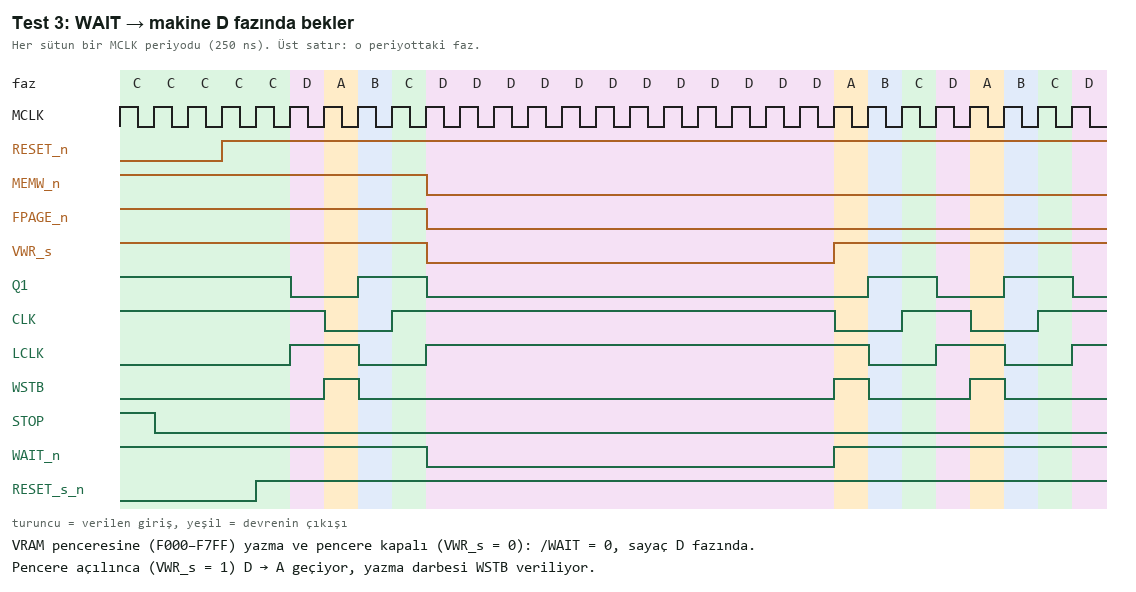 Test 3: WAIT → makine D fazında bekler
Her sütun bir MCLK periyodu (250 ns). Üst satır: o periyottaki faz.
faz C C C C C D A B C D D D D D D D D D D D D A B C D A B C D
MCLK
RESET_n
MEMW_n
FPAGE_n
VWR_s
Q1
CLK
LCLK
WSTB
STOP
WAIT_n
RESET_s_n
turuncu = verilen giriş, yeşil = devrenin çıkışı
VRAM penceresine (F000–F7FF) yazma ve pencere kapalı (VWR_s = 0): /WAIT = 0, sayaç D fazında.
Pencere açılınca (VWR_s = 1) D → A geçiyor, yazma darbesi WSTB veriliyor.